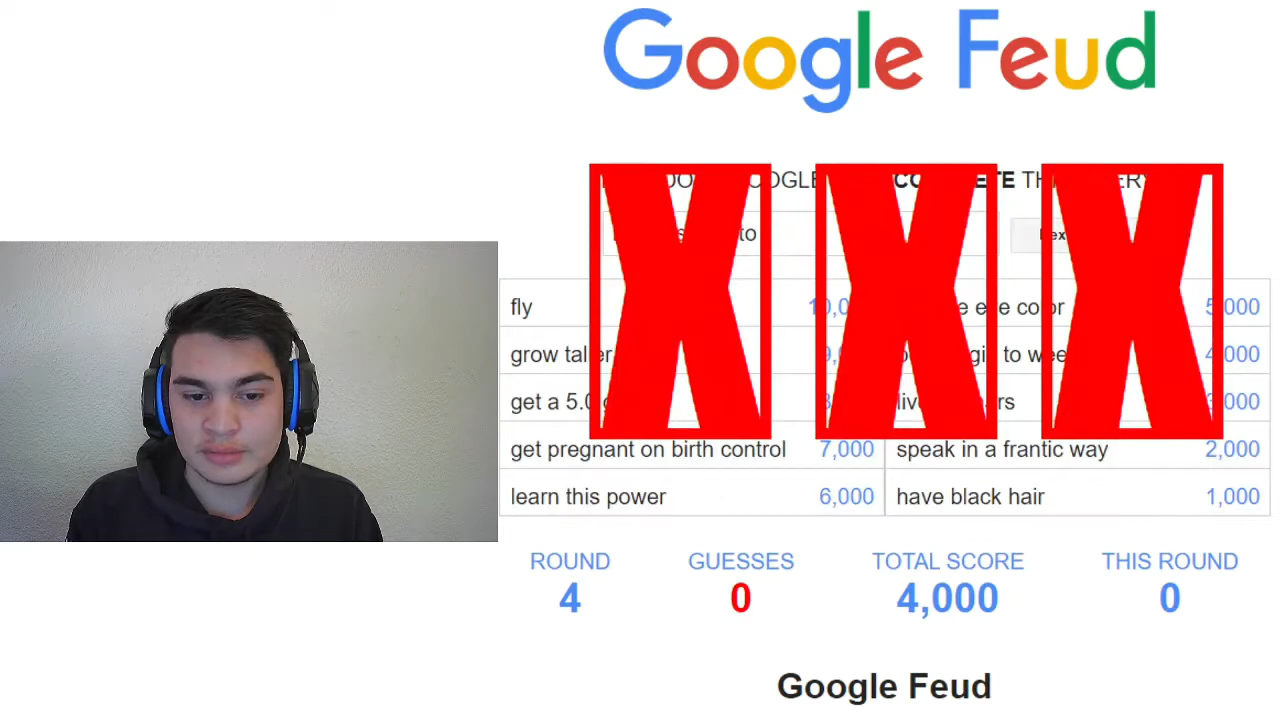 Google Feud
COMPLETE
to
fly
grow taller
5,000
get a 5.0
4,000
3,000
get pregnant on birth control 7,000 speak in a frantic way 2,000
learn this power 6,000 have black hair 1,000
ROUND GUESSES TOTAL SCORE THIS ROUND
4 0 4,000 0
Google Feud